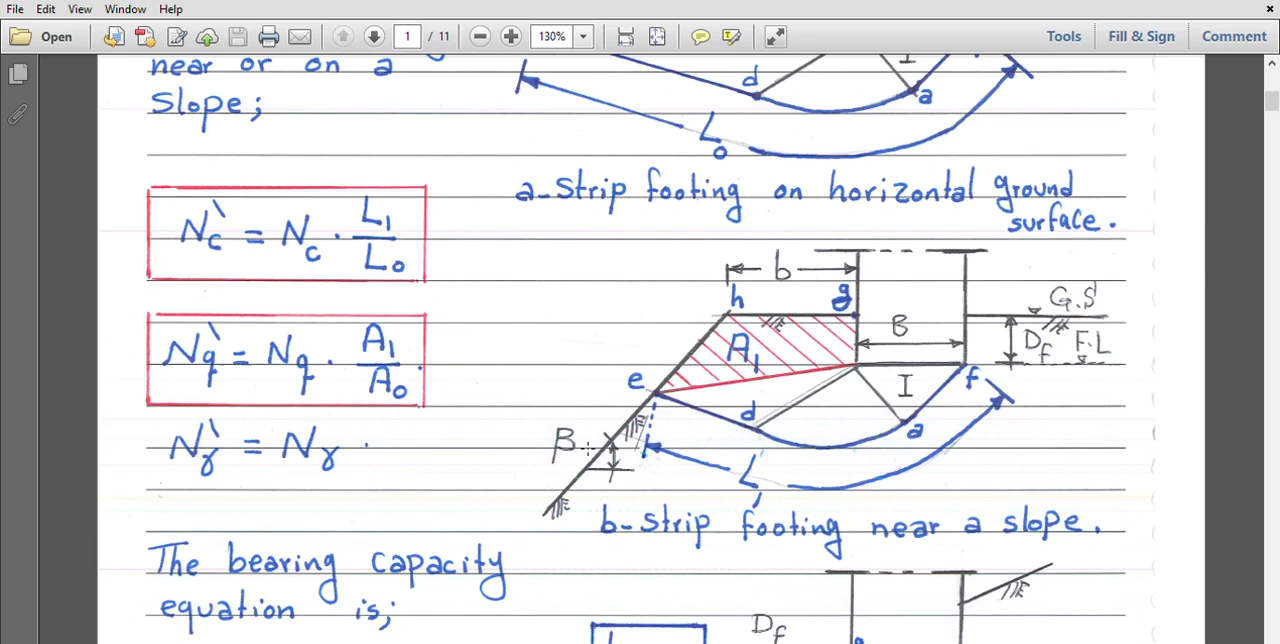 File Edit View Window Help
Open 1 / 11 130% Tools Fill & Sign Comment
near or on a
Slope;
d I a
L₀
a-Strip footing on horizontal ground
surface.
N'c = Nc · L₁/L₀
N'q = Nq · A₁/A₀ ·
N'γ = Nγ ·
b
h g G.S
B Df F.L
A₁
e I f
d a
β
L₁
b-strip footing near a slope.
The bearing capacity
equation is;
Df